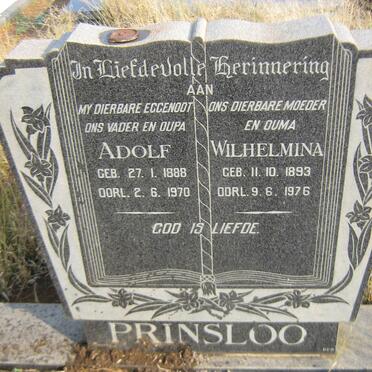 In Liefdevolle Herinnering
AAN
MY DIERBARE EGGENOOT
ONS VADER EN OUPA
ADOLF
GEB. 27. 1. 1888
OORL. 2. 6. 1970
ONS DIERBARE MOEDER
EN OUMA
WILHELMINA
GEB. 11. 10. 1893
OORL. 9. 6. 1976
GOD IS LIEFDE.
PRINSLOO